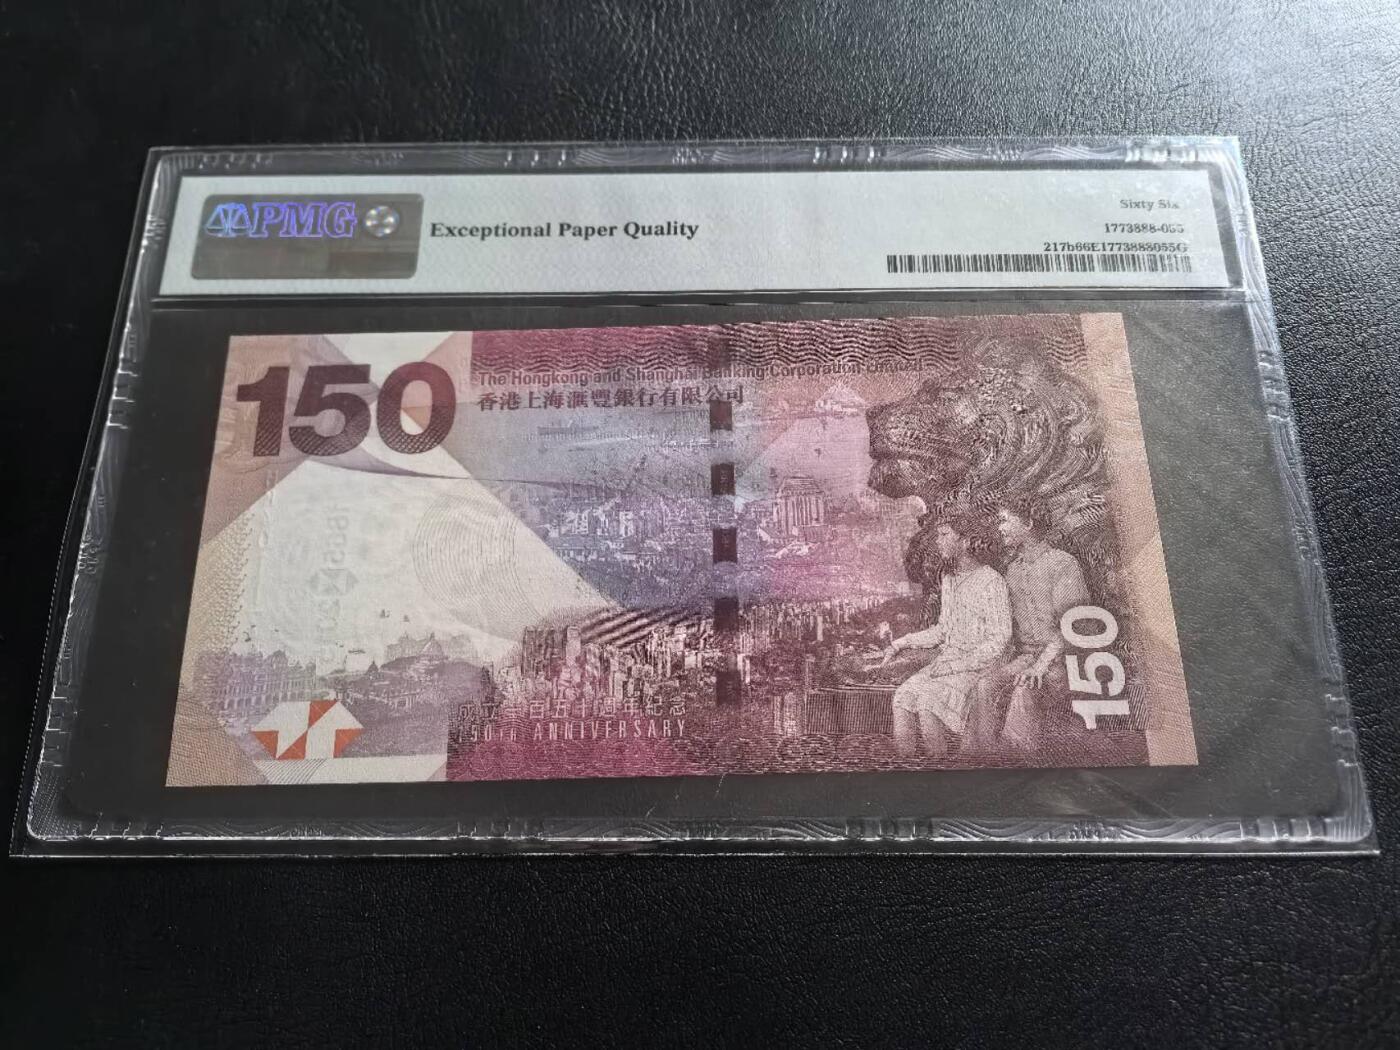 PMG
Exceptional Paper Quality
Sixty Six
1773888-055
217b66E1773888055G
150
The Hongkong and Shanghai Banking Corporation Limited
香港上海滙豐銀行有限公司
成立一百五十周年紀念
150TH ANNIVERSARY
150